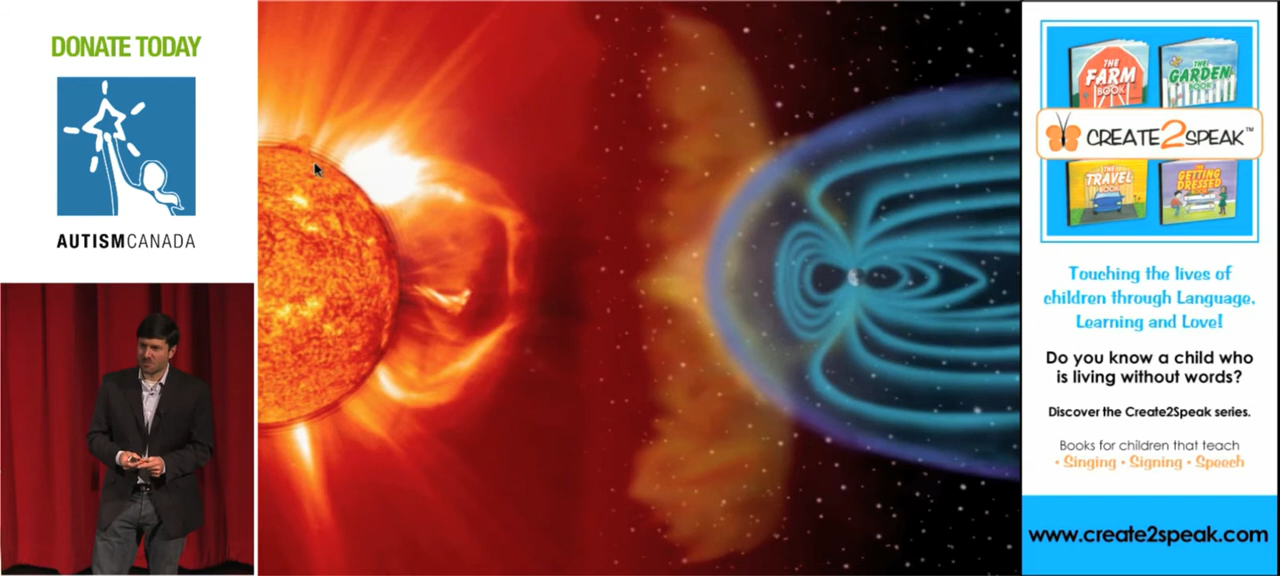 DONATE TODAY
AUTISMCANADA
THE
FARM
BOOK
THE
GARDEN
BOOK
CREATE2SPEAK™
THE
TRAVEL
BOOK
THE
GETTING
DRESSED
BOOK
Touching the lives of
children through Language,
Learning and Love!
Do you know a child who
is living without words?
Discover the Create2Speak series.
Books for children that teach
• Singing • Signing • Speech
www.create2speak.com